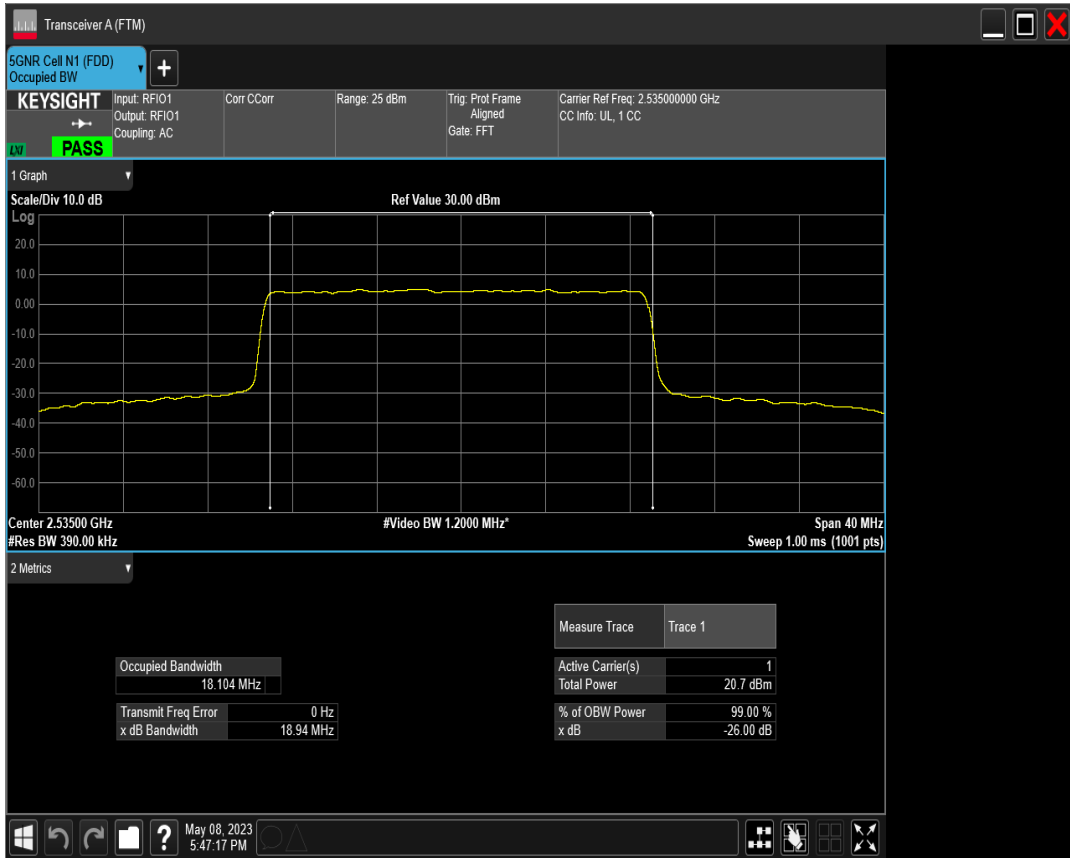 Transceiver A (FTM)
5GNR Cell N1 (FDD)
Occupied BW
+
KEYSIGHT
LXI
PASS
Input: RFIO1
Output: RFIO1
Coupling: AC
Corr CCorr
Range: 25 dBm
Trig: Prot Frame
Aligned
Gate: FFT
Carrier Ref Freq: 2.535000000 GHz
CC Info: UL, 1 CC
1 Graph
Scale/Div 10.0 dB
Ref Value 30.00 dBm
Log
20.0
10.0
0.00
-10.0
-20.0
-30.0
-40.0
-50.0
-60.0
Center 2.53500 GHz
#Video BW 1.2000 MHz*
Span 40 MHz
#Res BW 390.00 kHz
Sweep 1.00 ms (1001 pts)
2 Metrics
Measure Trace Trace 1
Occupied Bandwidth
18.104 MHz
Active Carrier(s) 1
Total Power 20.7 dBm
Transmit Freq Error 0 Hz
x dB Bandwidth 18.94 MHz
% of OBW Power 99.00 %
x dB -26.00 dB
?
May 08, 2023
5:47:17 PM